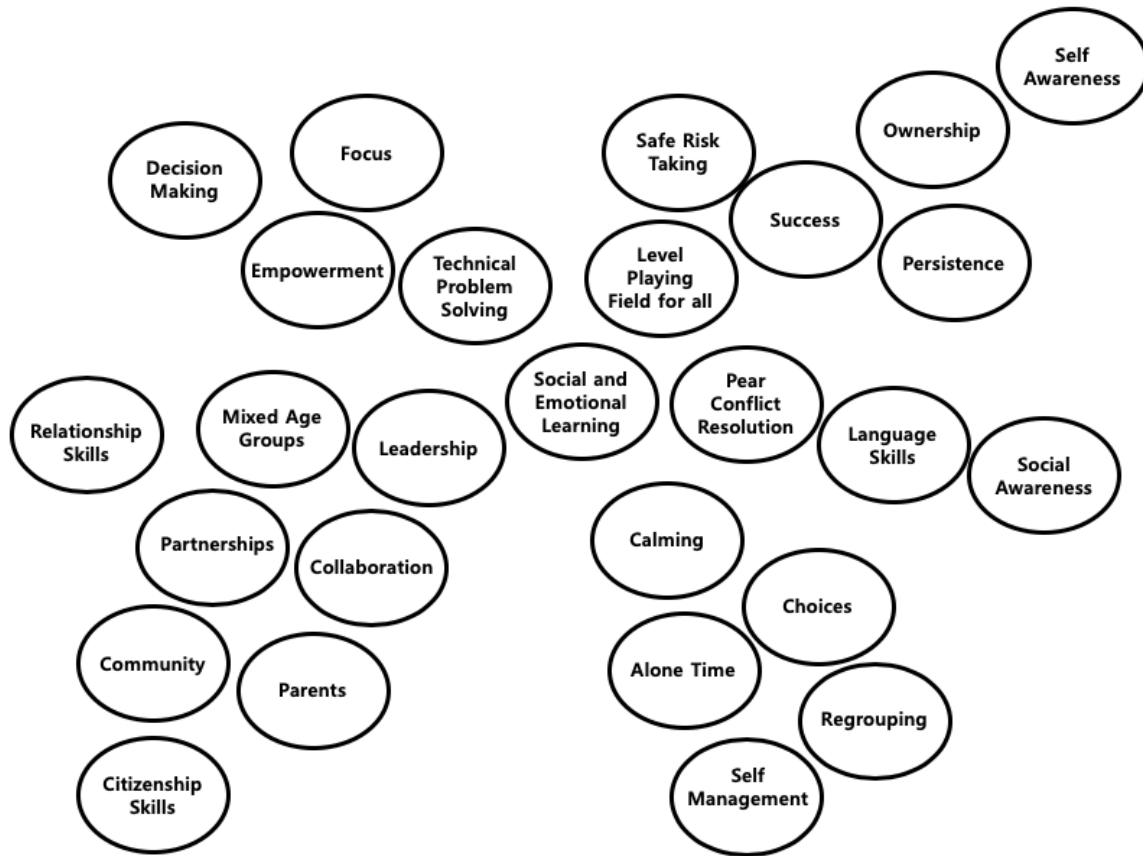 Self
Awareness
Ownership
Safe Risk
Taking
Focus
Decision
Making
Success
Empowerment
Technical
Problem
Solving
Level
Playing
Field for all
Persistence
Social and
Emotional
Learning
Pear
Conflict
Resolution
Relationship
Skills
Mixed Age
Groups
Leadership
Language
Skills
Social
Awareness
Partnerships
Collaboration
Calming
Choices
Community
Parents
Alone Time
Regrouping
Citizenship
Skills
Self
Management